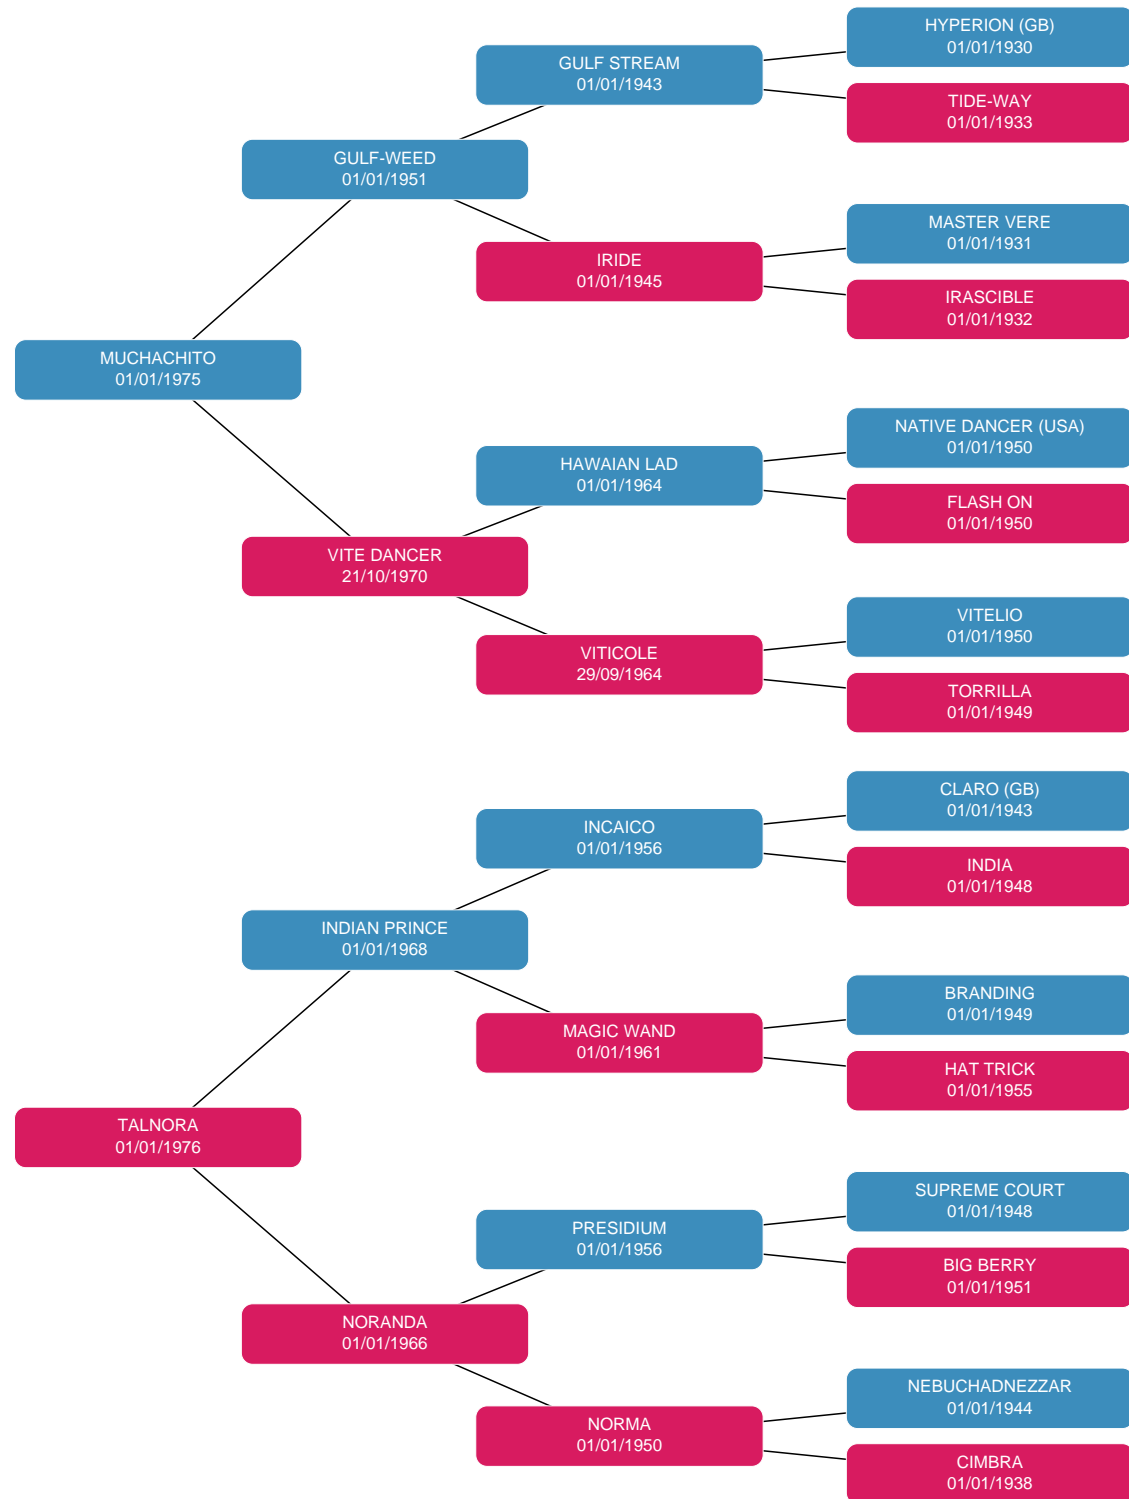 HYPERION (GB)
01/01/1930
GULF STREAM
01/01/1943
TIDE-WAY
01/01/1933
GULF-WEED
01/01/1951
MASTER VERE
01/01/1931
IRIDE
01/01/1945
IRASCIBLE
01/01/1932
MUCHACHITO
01/01/1975
NATIVE DANCER (USA)
01/01/1950
HAWAIAN LAD
01/01/1964
FLASH ON
01/01/1950
VITE DANCER
21/10/1970
VITELIO
01/01/1950
VITICOLE
29/09/1964
TORRILLA
01/01/1949
CLARO (GB)
01/01/1943
INCAICO
01/01/1956
INDIA
01/01/1948
INDIAN PRINCE
01/01/1968
BRANDING
01/01/1949
MAGIC WAND
01/01/1961
HAT TRICK
01/01/1955
TALNORA
01/01/1976
SUPREME COURT
01/01/1948
PRESIDIUM
01/01/1956
BIG BERRY
01/01/1951
NORANDA
01/01/1966
NEBUCHADNEZZAR
01/01/1944
NORMA
01/01/1950
CIMBRA
01/01/1938